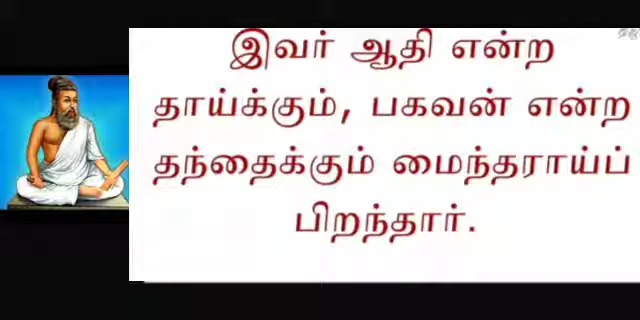 இவர் ஆதி என்ற
தாய்க்கும், பகவன் என்ற
தந்தைக்கும் மைந்தராய்ப்
பிறந்தார்.